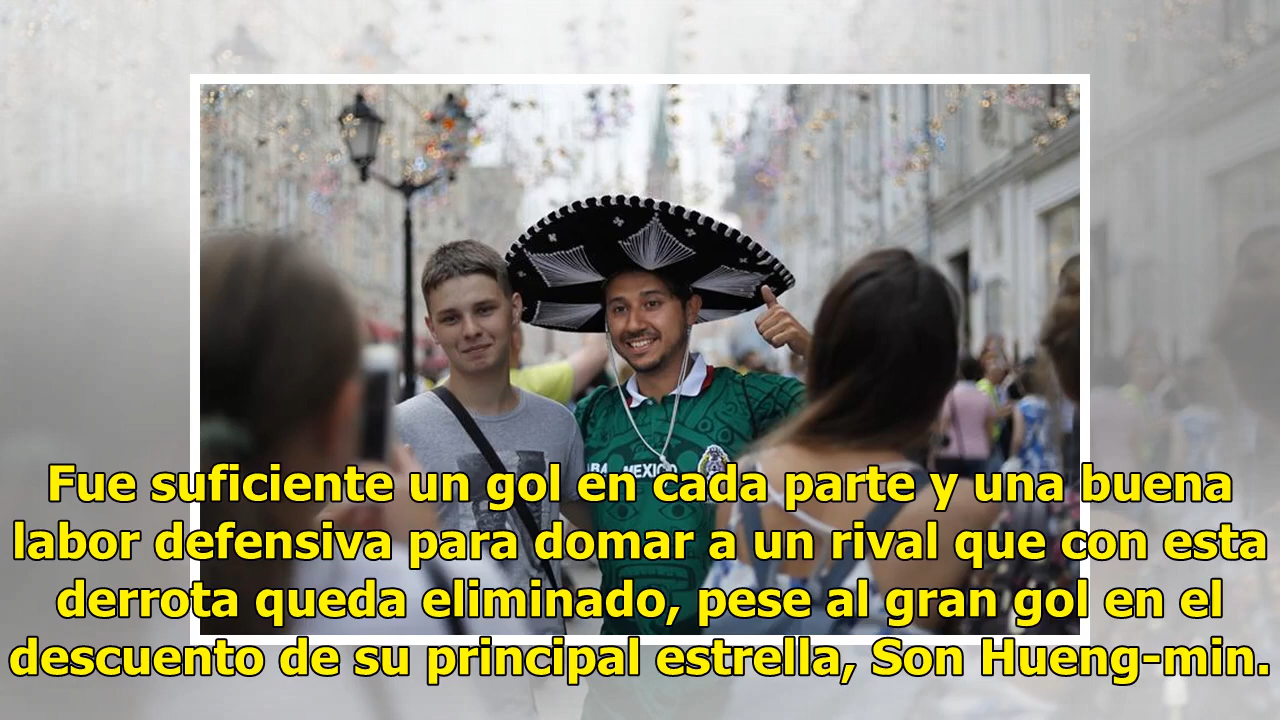 Fue suficiente un gol en cada parte y una buena
labor defensiva para domar a un rival que con esta
derrota queda eliminado, pese al gran gol en el
descuento de su principal estrella, Son Hueng-min.
MEXICO